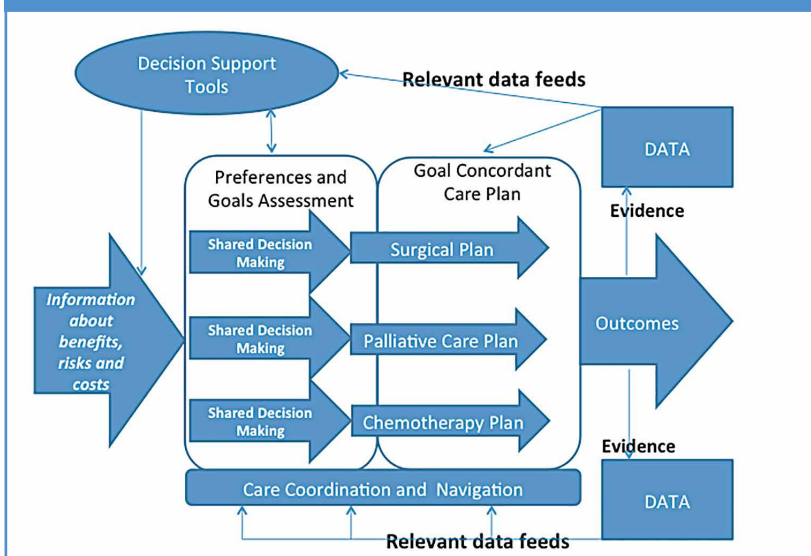 Decision Support
Tools
Relevant data feeds
DATA
Preferences and
Goals Assessment
Goal Concordant
Care Plan
Evidence
Shared Decision
Making
Surgical Plan
Information
about
benefits,
risks and
costs
Shared Decision
Making
Palliative Care Plan
Outcomes
Shared Decision
Making
Chemotherapy Plan
Evidence
Care Coordination and Navigation
DATA
Relevant data feeds